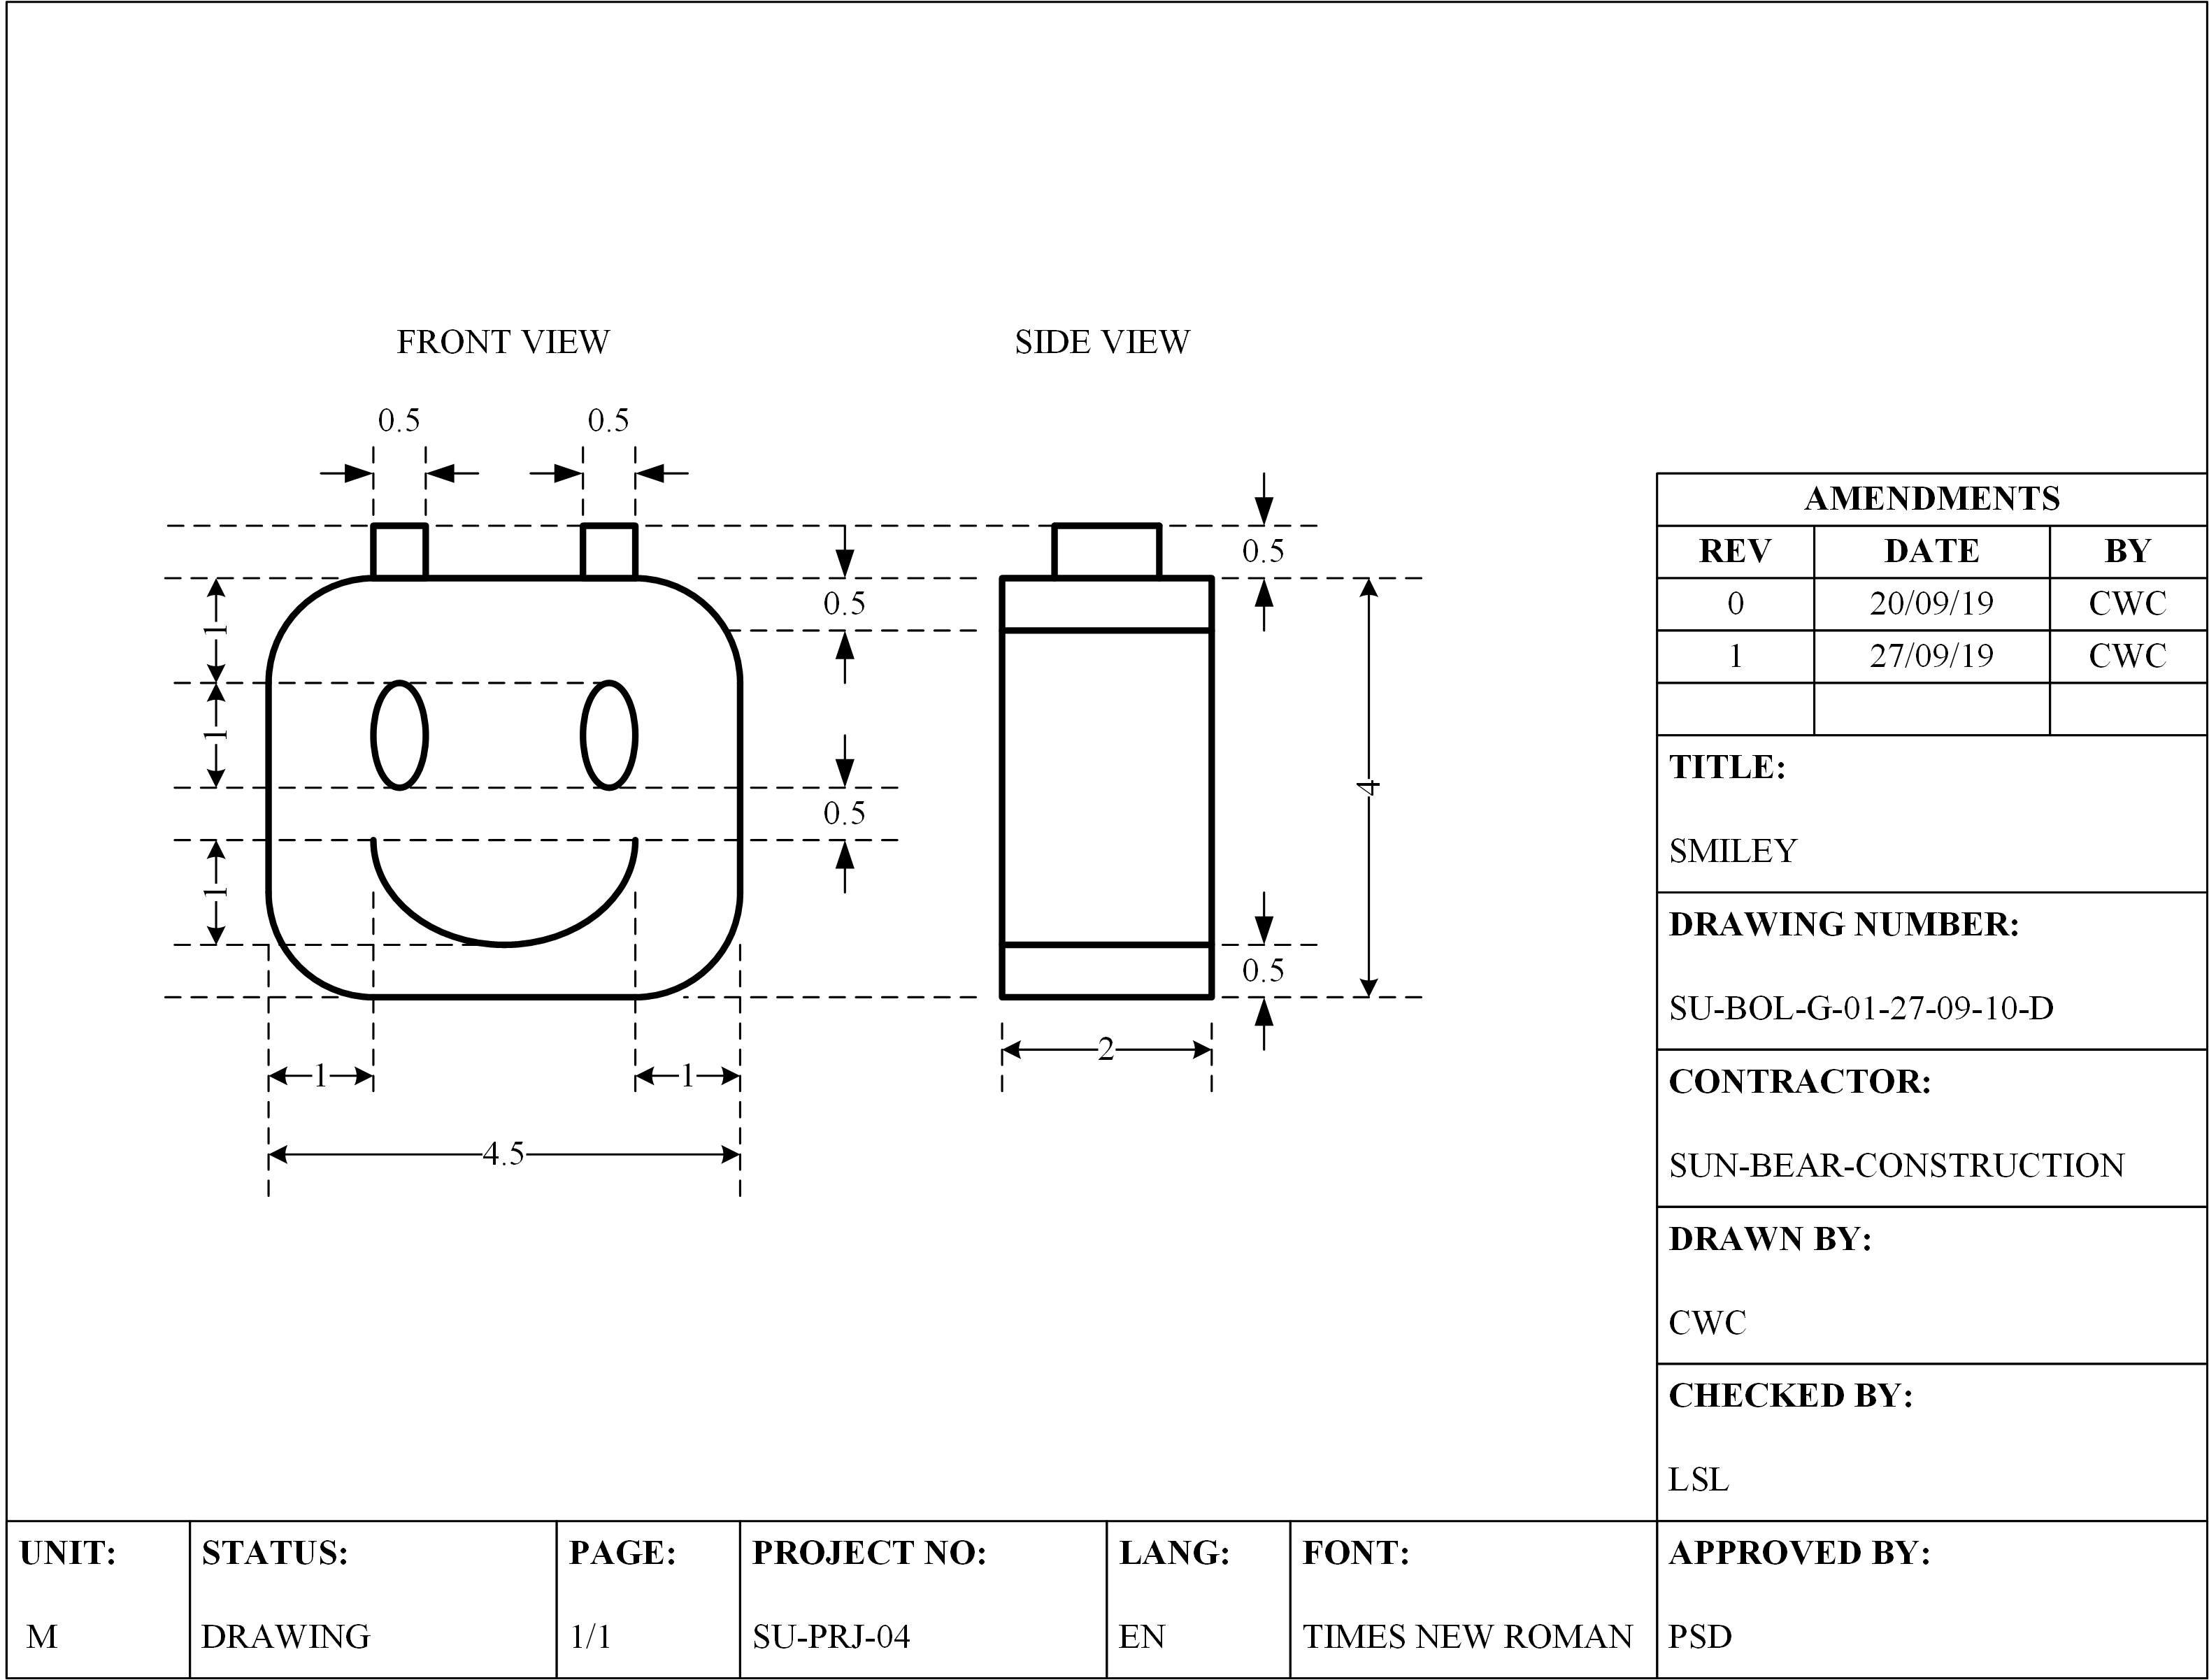 FRONT VIEW
SIDE VIEW
0.5
0.5
0.5
0.5
1
1
0.5
1
4
0.5
2
1
1
4.5
AMENDMENTS
REV DATE BY
0 20/09/19 CWC
1 27/09/19 CWC
TITLE:
SMILEY
DRAWING NUMBER:
SU-BOL-G-01-27-09-10-D
CONTRACTOR:
SUN-BEAR-CONSTRUCTION
DRAWN BY:
CWC
CHECKED BY:
LSL
UNIT: STATUS: PAGE: PROJECT NO: LANG: FONT: APPROVED BY:
M DRAWING 1/1 SU-PRJ-04 EN TIMES NEW ROMAN PSD